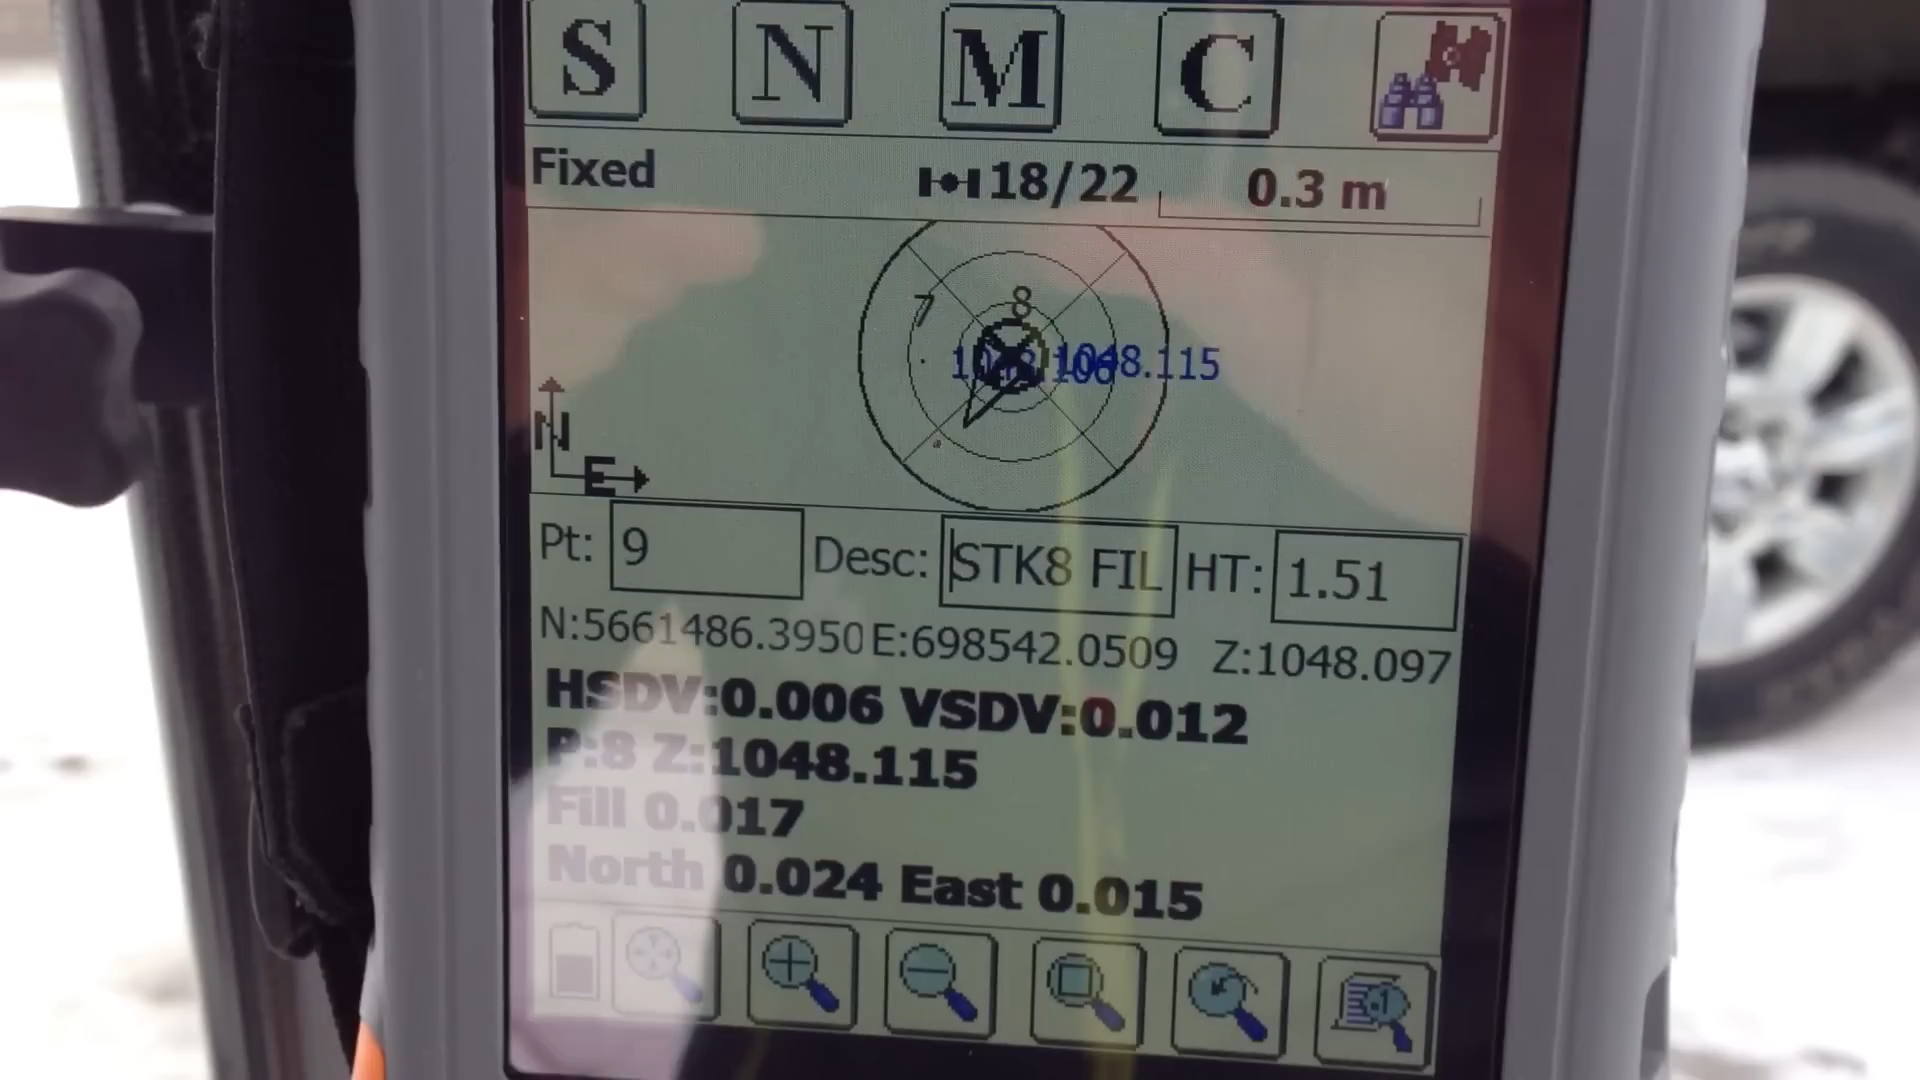 S N M C
Fixed 18/22 0.3 m
7 8
1048.106 1048.115
N
E
Pt: 9 Desc: STK8 FIL HT: 1.51
N:5661486.3950 E:698542.0509 Z:1048.097
HSDV:0.006 VSDV:0.012
P:8 Z:1048.115
Fill 0.017
North 0.024 East 0.015